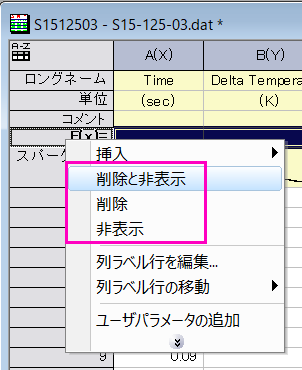 S1512503 - S15-125-03.dat *
A-Z
A(X) B(Y)
ロングネーム Time Delta Tempera
単位 (sec) (K)
コメント
F(x)=
スパーク
挿入
削除と非表示
削除
非表示
列ラベル行を編集...
列ラベル行の移動
ユーザパラメータの追加
9 0.09